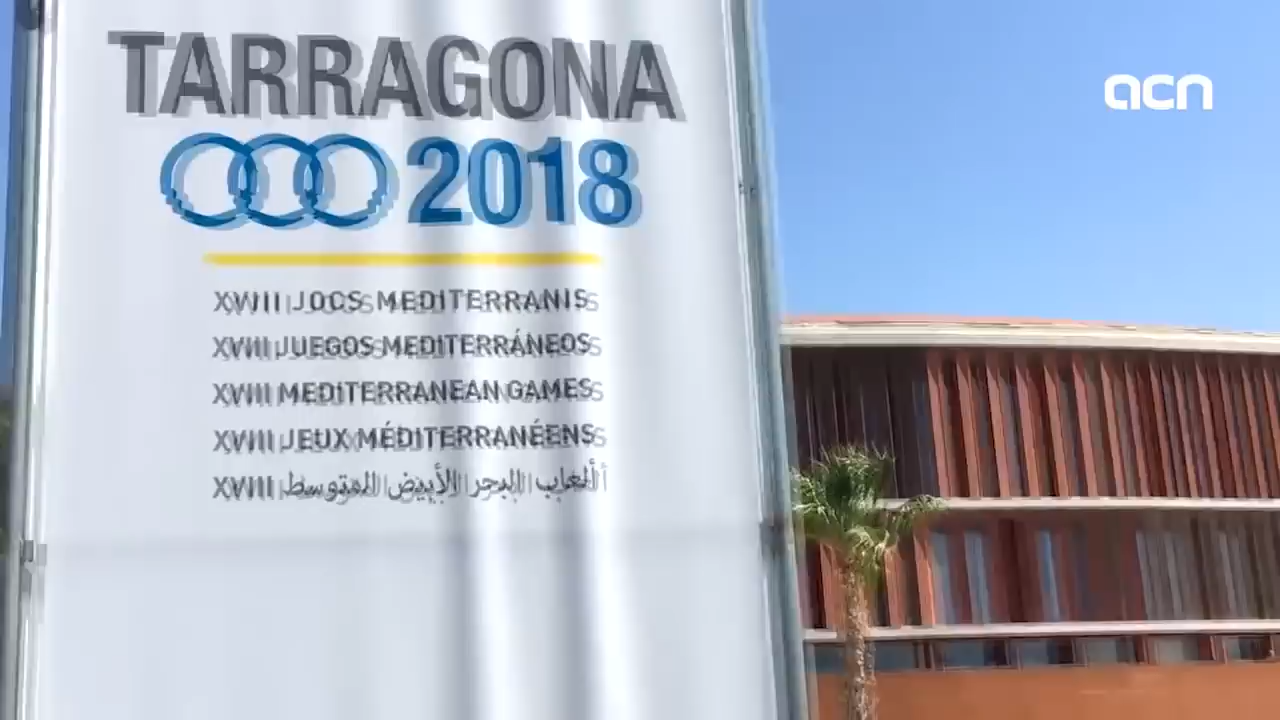 TARRAGONA
2018
XVIII JOCS MEDITERRANIS
XVIII JUEGOS MEDITERRÁNEOS
XVIII MEDITERRANEAN GAMES
XVIII JEUX MÉDITERRANÉENS
XVIII ألعاب البحر الأبيض المتوسط
acn